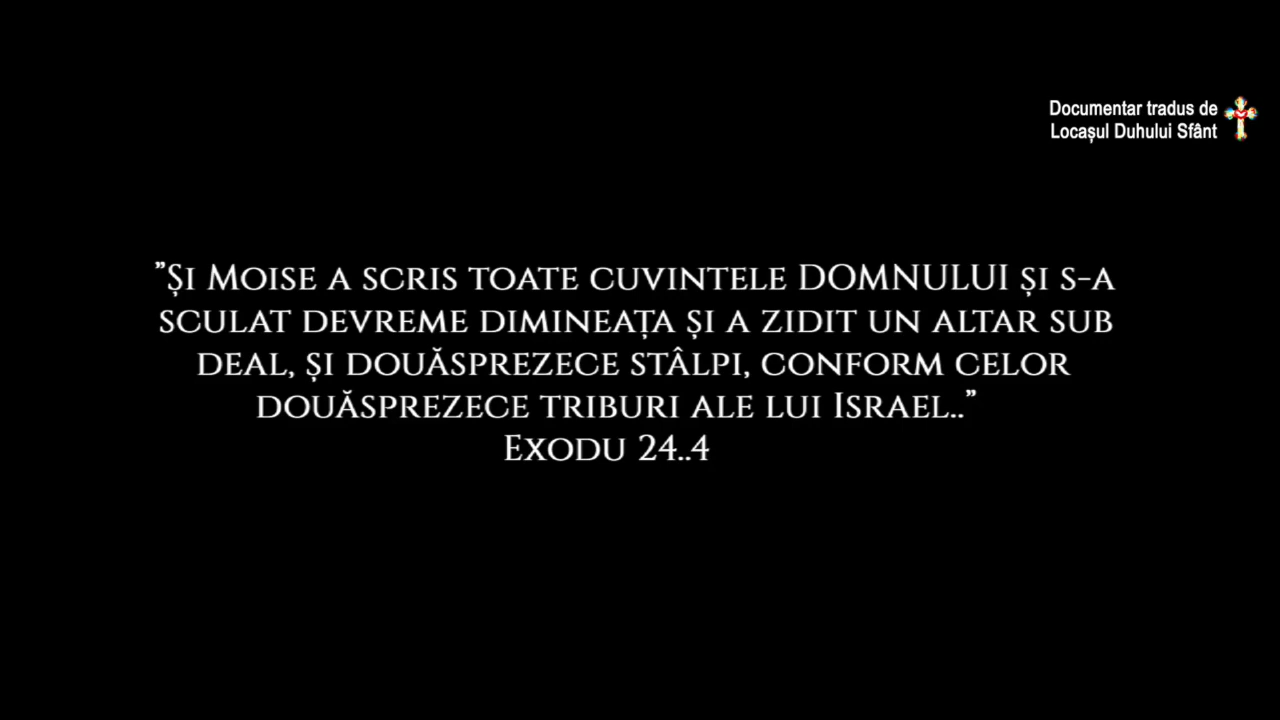 Documentar tradus de
Locașul Duhului Sfânt
”Și Moise a scris toate cuvintele DOMNULUI și s-a
sculat devreme dimineața și a zidit un altar sub
deal, și douăsprezece stâlpi, conform celor
douăsprezece triburi ale lui Israel..”
Exodu 24..4